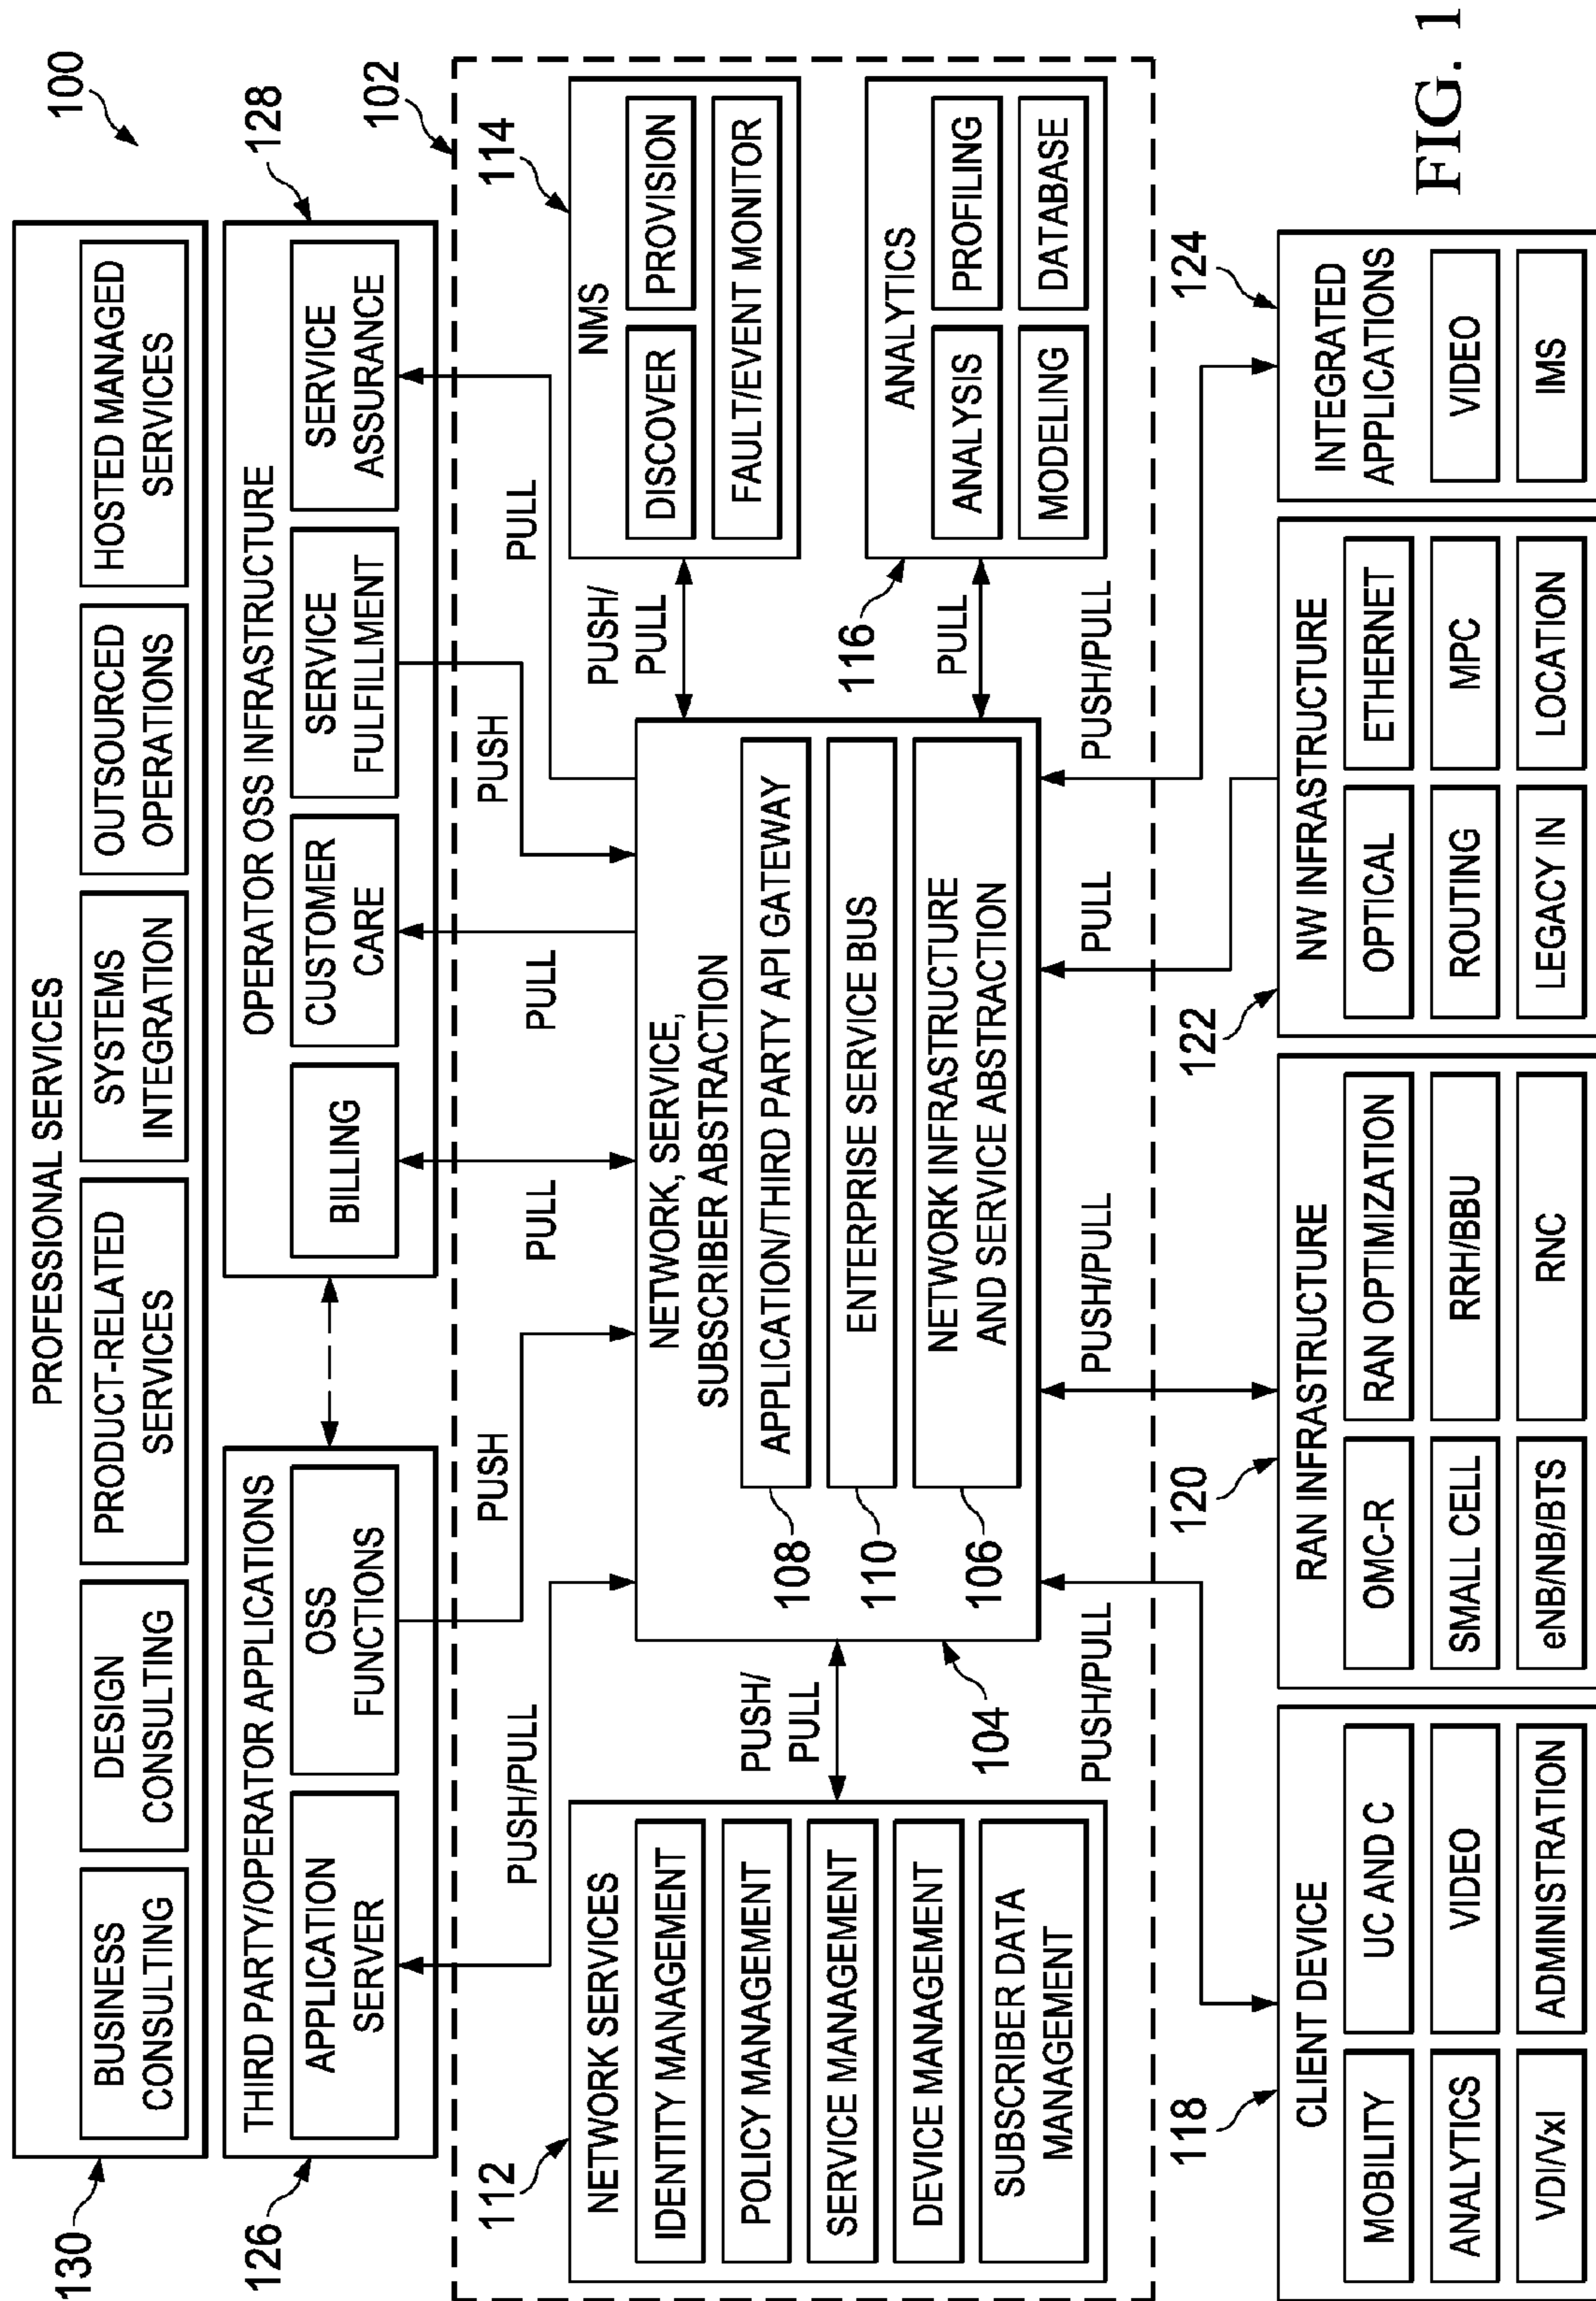 100
PROFESSIONAL SERVICES
BUSINESS
CONSULTING
DESIGN
CONSULTING
PRODUCT-RELATED
SERVICES
SYSTEMS
INTEGRATION
OUTSOURCED
OPERATIONS
HOSTED MANAGED
SERVICES
130
THIRD PARTY/OPERATOR APPLICATIONS
APPLICATION
SERVER
OSS
FUNCTIONS
126
OPERATOR OSS INFRASTRUCTURE
BILLING
CUSTOMER
CARE
SERVICE
FULFILLMENT
SERVICE
ASSURANCE
128
PUSH/PULL
PUSH
PULL
PULL
PUSH
PULL
102
112
NETWORK SERVICES
IDENTITY MANAGEMENT
POLICY MANAGEMENT
SERVICE MANAGEMENT
DEVICE MANAGEMENT
SUBSCRIBER DATA
MANAGEMENT
PUSH/
PULL
NETWORK, SERVICE,
SUBSCRIBER ABSTRACTION
108
APPLICATION/THIRD PARTY API GATEWAY
110
ENTERPRISE SERVICE BUS
106
NETWORK INFRASTRUCTURE
AND SERVICE ABSTRACTION
104
PUSH/
PULL
114
NMS
DISCOVER
PROVISION
FAULT/EVENT MONITOR
116
PULL
ANALYTICS
ANALYSIS
PROFILING
MODELING
DATABASE
PUSH/PULL
PUSH/PULL
PULL
PUSH/PULL
118
CLIENT DEVICE
MOBILITY
UC AND C
ANALYTICS
VIDEO
VDI/VxI
ADMINISTRATION
120
RAN INFRASTRUCTURE
OMC-R
RAN OPTIMIZATION
SMALL CELL
RRH/BBU
eNB/NB/BTS
RNC
122
NW INFRASTRUCTURE
OPTICAL
ETHERNET
ROUTING
MPC
LEGACY IN
LOCATION
124
INTEGRATED
APPLICATIONS
VIDEO
IMS
FIG. 1